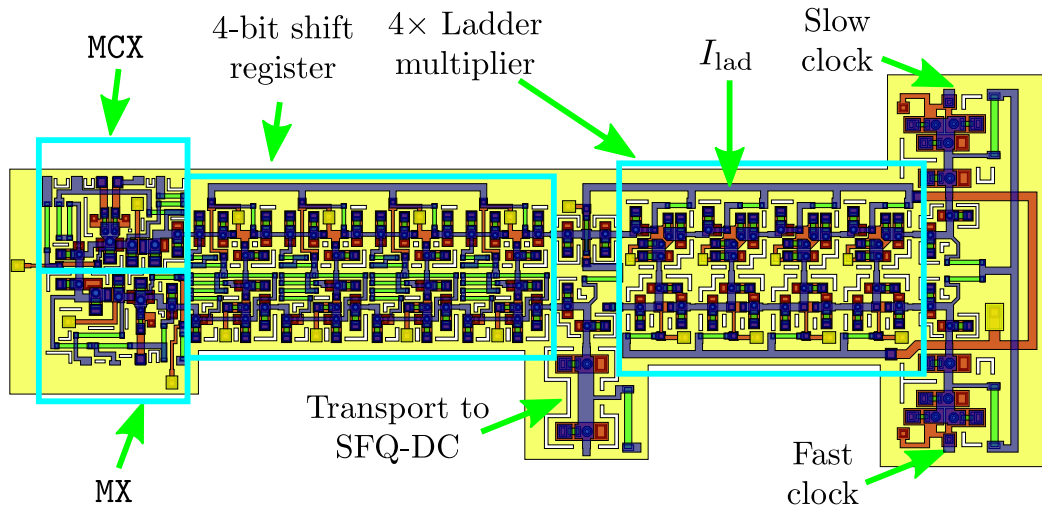 MCX
4-bit shift
register
4× Ladder
multiplier
I_lad
Slow
clock
Transport to
SFQ-DC
MX
Fast
clock